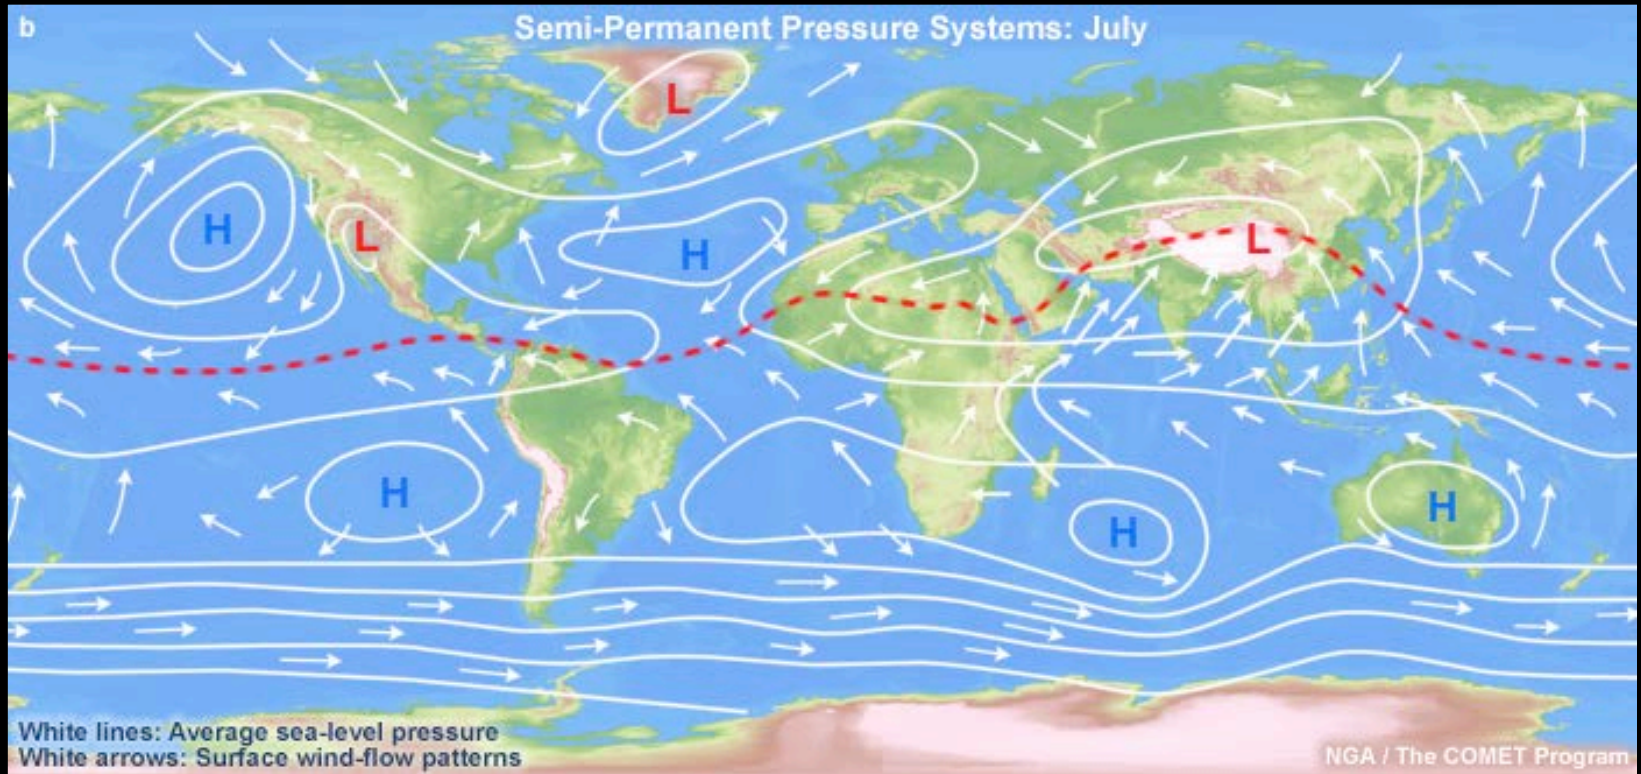 b
Semi-Permanent Pressure Systems: July
L
H
L
H
L
H
H
H
White lines: Average sea-level pressure
White arrows: Surface wind-flow patterns
NGA / The COMET Program